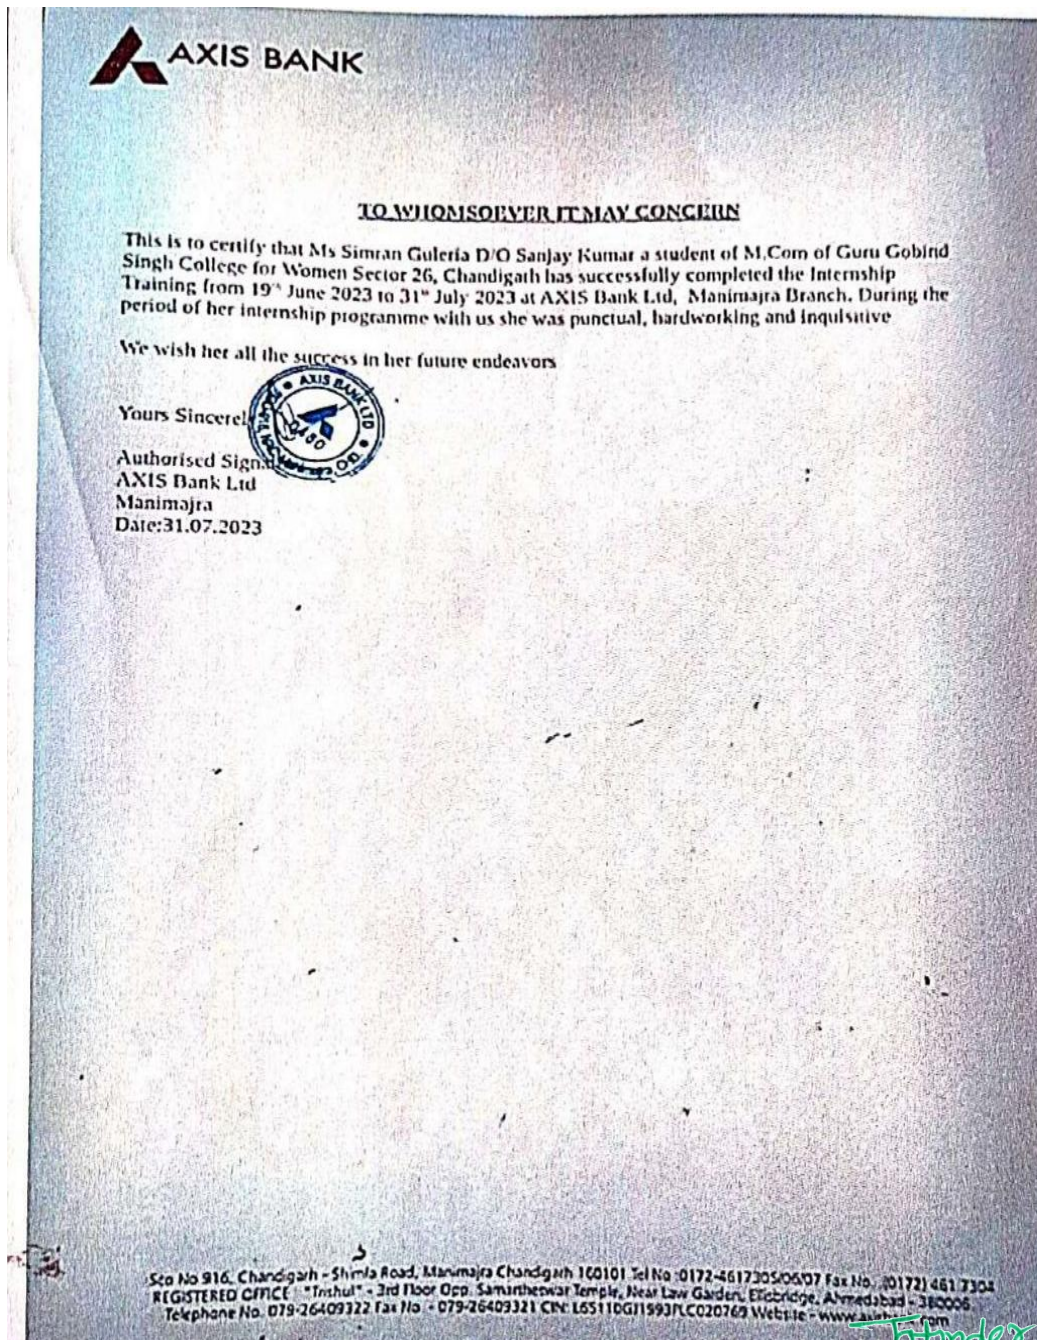 AXIS BANK
TO WHOMSOEVER IT MAY CONCERN
This is to certify that Ms Simran Guleria D/O Sanjay Kumar a student of M.Com of Guru Gobind
Singh College for Women Sector 26, Chandigath has successfully completed the Internship
Training from 19th June 2023 to 31st July 2023 at AXIS Bank Ltd, Manimajra Branch. During the
period of her internship programme with us she was punctual, hardworking and inquisitive
We wish her all the success in her future endeavors
AXIS BANK LTD
0480
Yours Sincerel
Authorised Signa
AXIS Bank Ltd
Manimajra
Date:31.07.2023
Sco No 916, Chandigarh - Shimla Road, Manimajra Chandigarh 160101 Tel No :0172-4617305/06/07 Fax No. :(0172) 461 7304
REGISTERED OFFICE : "Trishul" - 3rd Floor Opp. Samartheswar Temple, Near Law Garden, Ellisbridge, Ahmedabad - 380006.
Telephone No. 079-26409322 Fax No. - 079-26409321 CIN: L65110GJ1993PLC020769 Website - www.axisbank.com